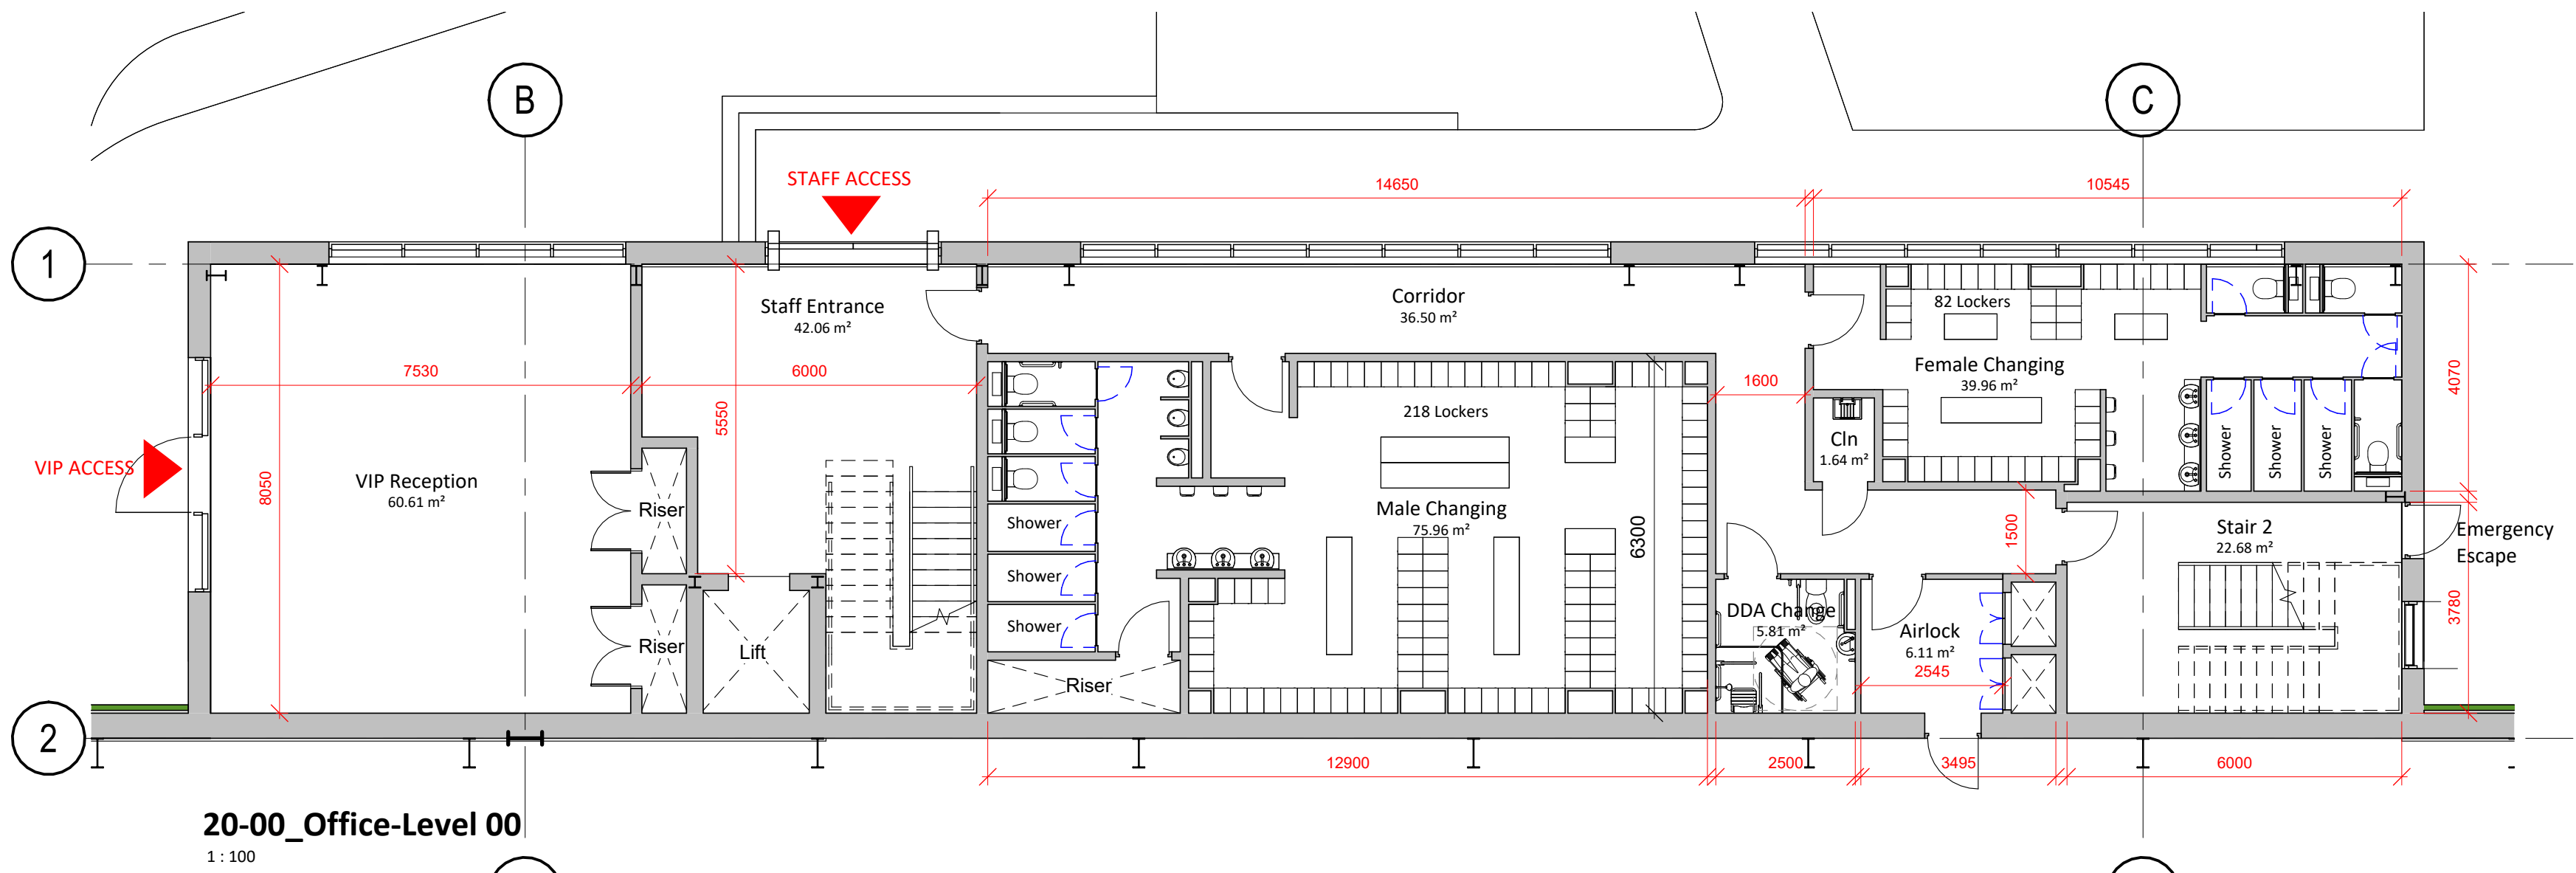 B
C
STAFF ACCESS
14650
10545
1
Staff Entrance
42.06 m²
Corridor
36.50 m²
82 Lockers
Female Changing
39.96 m²
4070
7530
6000
5550
1600
218 Lockers
Cln
1.64 m²
Shower
Shower
Shower
VIP ACCESS
8050
VIP Reception
60.61 m²
Riser
Shower
Male Changing
75.96 m²
6300
1500
Stair 2
22.68 m²
Emergency
Escape
Shower
Shower
Riser
Lift
Riser
DDA Change
5.81 m²
Airlock
6.11 m²
2545
3780
2
12900
2500
3495
6000
20-00_Office-Level 00
1 : 100